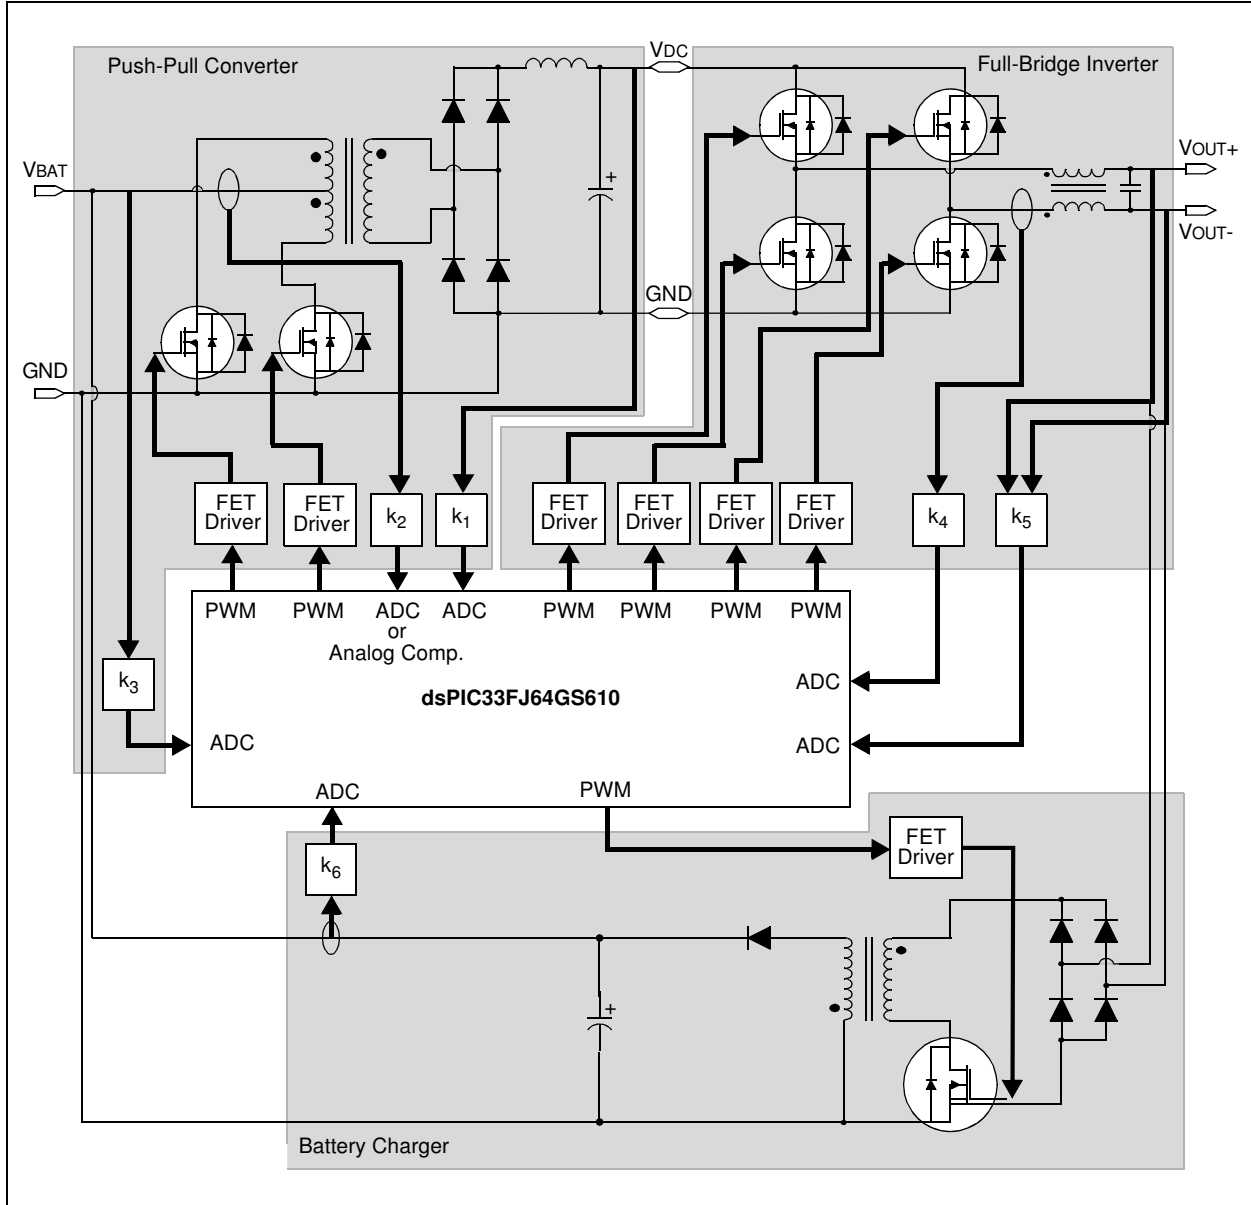 Push-Pull Converter
VDC
Full-Bridge Inverter
VBAT
VOUT+
VOUT-
GND
GND
FET
Driver
FET
Driver
k2
k1
FET
Driver
FET
Driver
FET
Driver
FET
Driver
k4
k5
PWM
PWM
ADC
or
Analog Comp.
ADC
PWM
PWM
PWM
PWM
k3
ADC
dsPIC33FJ64GS610
ADC
ADC
ADC
PWM
k6
FET
Driver
+
+
Battery Charger